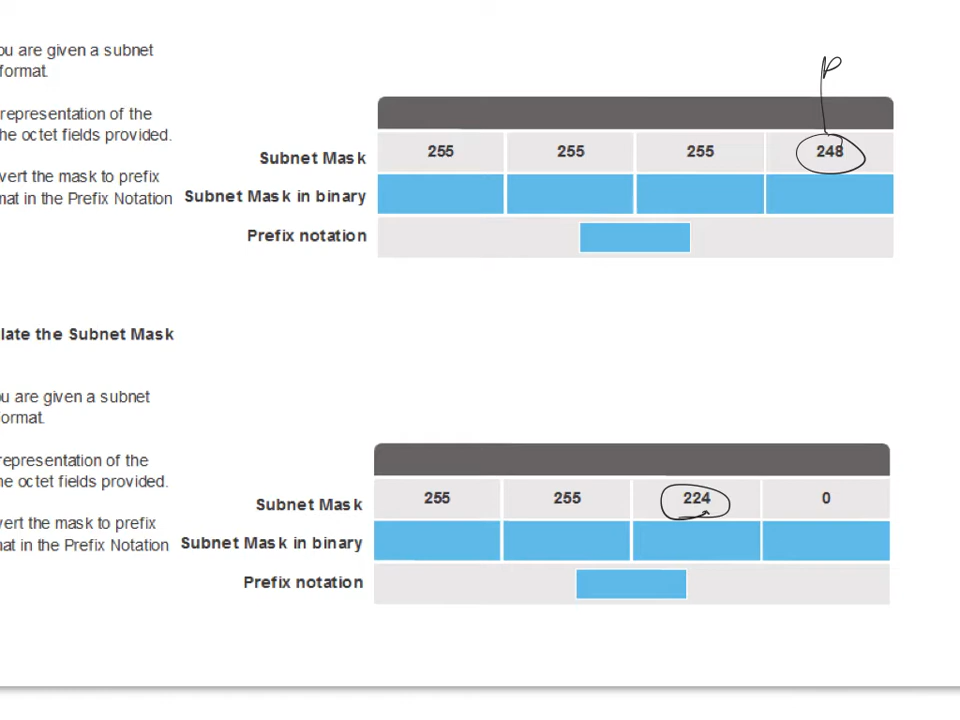 ou are given a subnet
format.
representation of the
he octet fields provided.
vert the mask to prefix
mat in the Prefix Notation
Subnet Mask 255 255 255 248
Subnet Mask in binary
Prefix notation
late the Subnet Mask
ou are given a subnet
ormat.
representation of the
he octet fields provided.
vert the mask to prefix
nat in the Prefix Notation
Subnet Mask 255 255 224 0
Subnet Mask in binary
Prefix notation